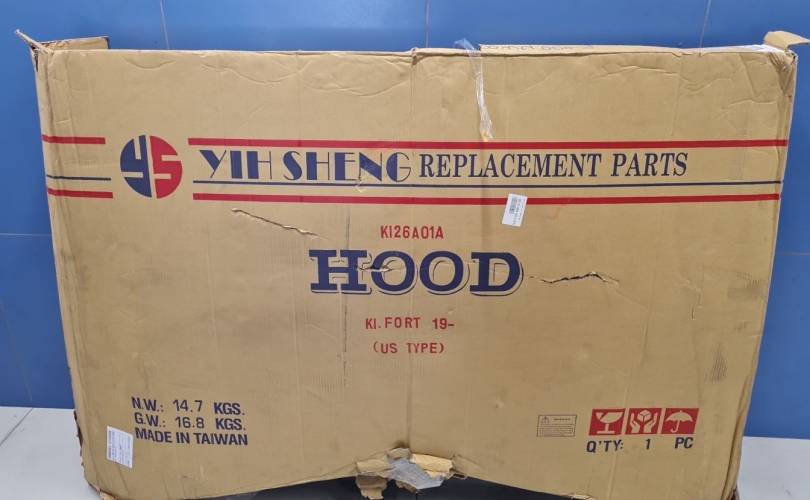 YS YIH SHENG REPLACEMENT PARTS
KI26A01A
HOOD
KI.FORT 19-
(US TYPE)
N.W.: 14.7 KGS.
G.W.: 16.8 KGS.
MADE IN TAIWAN
Q'TY: 1 PC